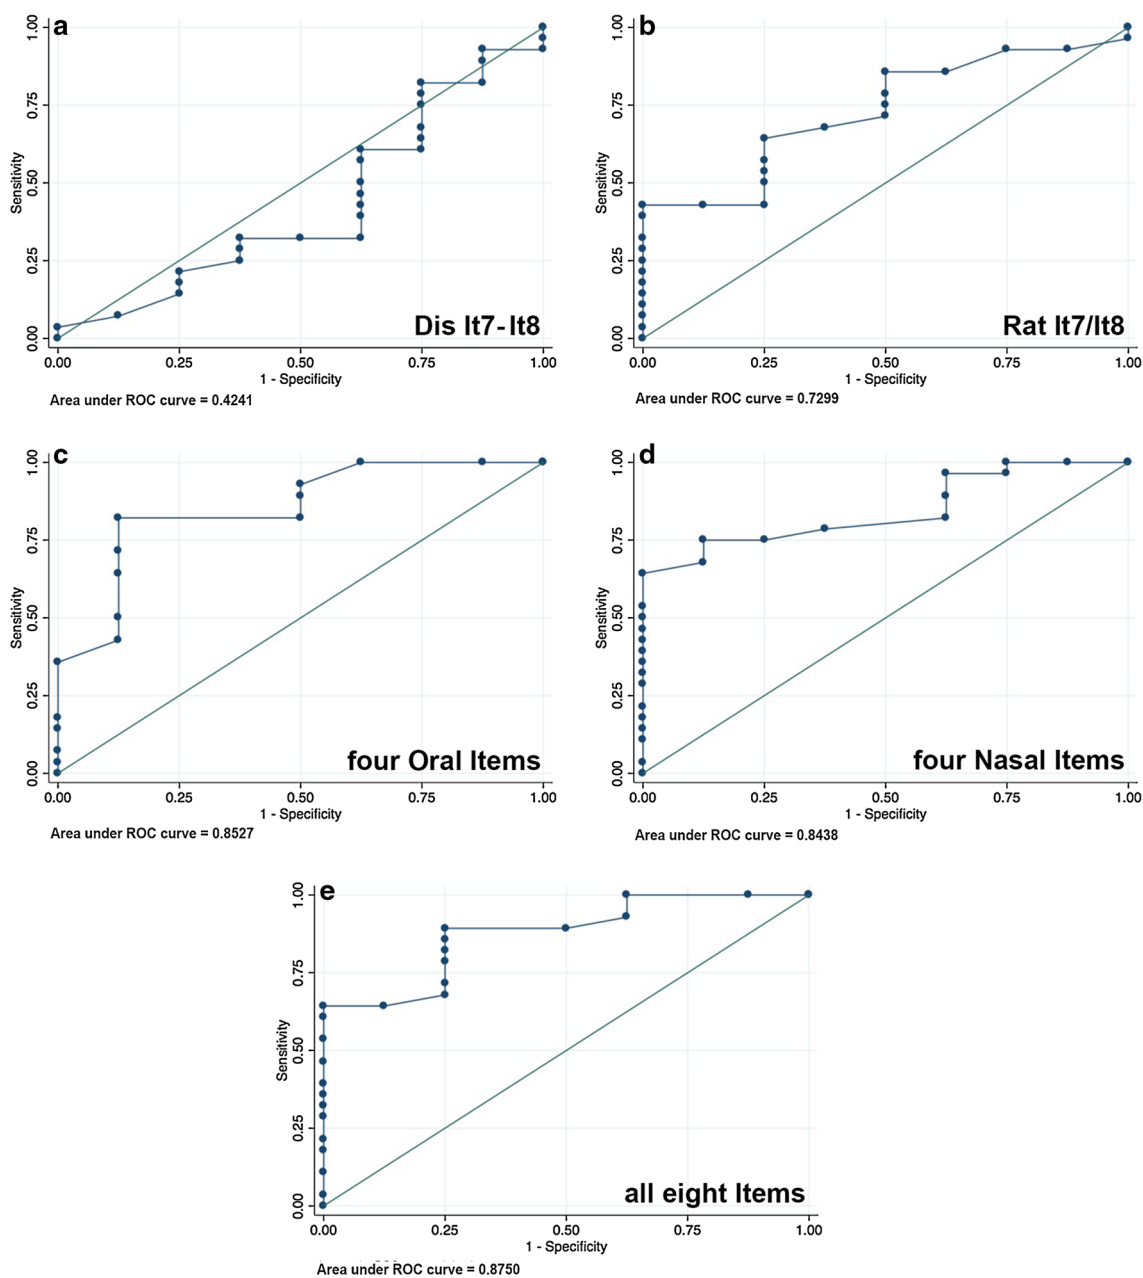 a
1.00
0.75
0.50
0.25
0.00
Sensitivity
Dis It7-It8
0.00 0.25 0.50 0.75 1.00
1 - Specificity
Area under ROC curve = 0.4241
b
1.00
0.75
0.50
0.25
0.00
Sensitivity
Rat It7/It8
0.00 0.25 0.50 0.75 1.00
1 - Specificity
Area under ROC curve = 0.7299
c
1.00
0.75
0.50
0.25
0.00
Sensitivity
four Oral Items
0.00 0.25 0.50 0.75 1.00
1 - Specificity
Area under ROC curve = 0.8527
d
1.00
0.75
0.50
0.25
0.00
Sensitivity
four Nasal Items
0.00 0.25 0.50 0.75 1.00
1 - Specificity
Area under ROC curve = 0.8438
e
1.00
0.75
0.50
0.25
0.00
Sensitivity
all eight Items
0.00 0.25 0.50 0.75 1.00
1 - Specificity
Area under ROC curve = 0.8750